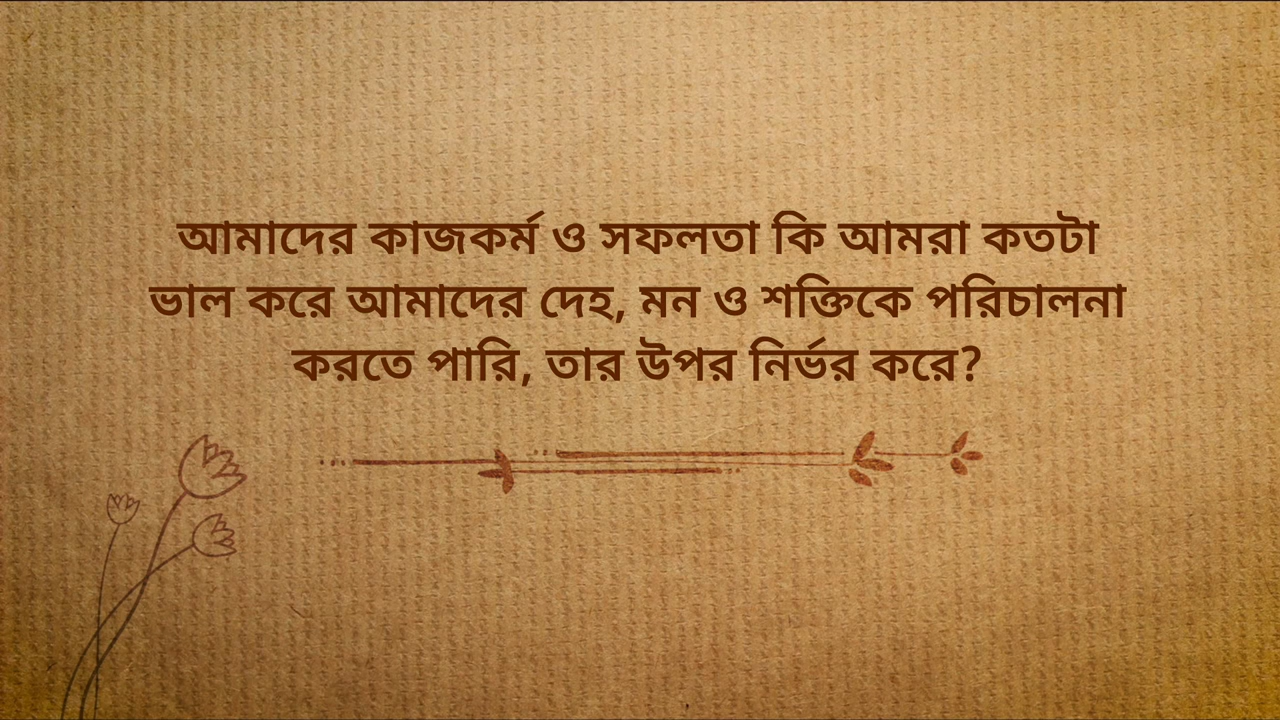 আমাদের কাজকর্ম ও সফলতা কি আমরা কতটা
ভাল করে আমাদের দেহ, মন ও শক্তিকে পরিচালনা
করতে পারি, তার উপর নির্ভর করে?